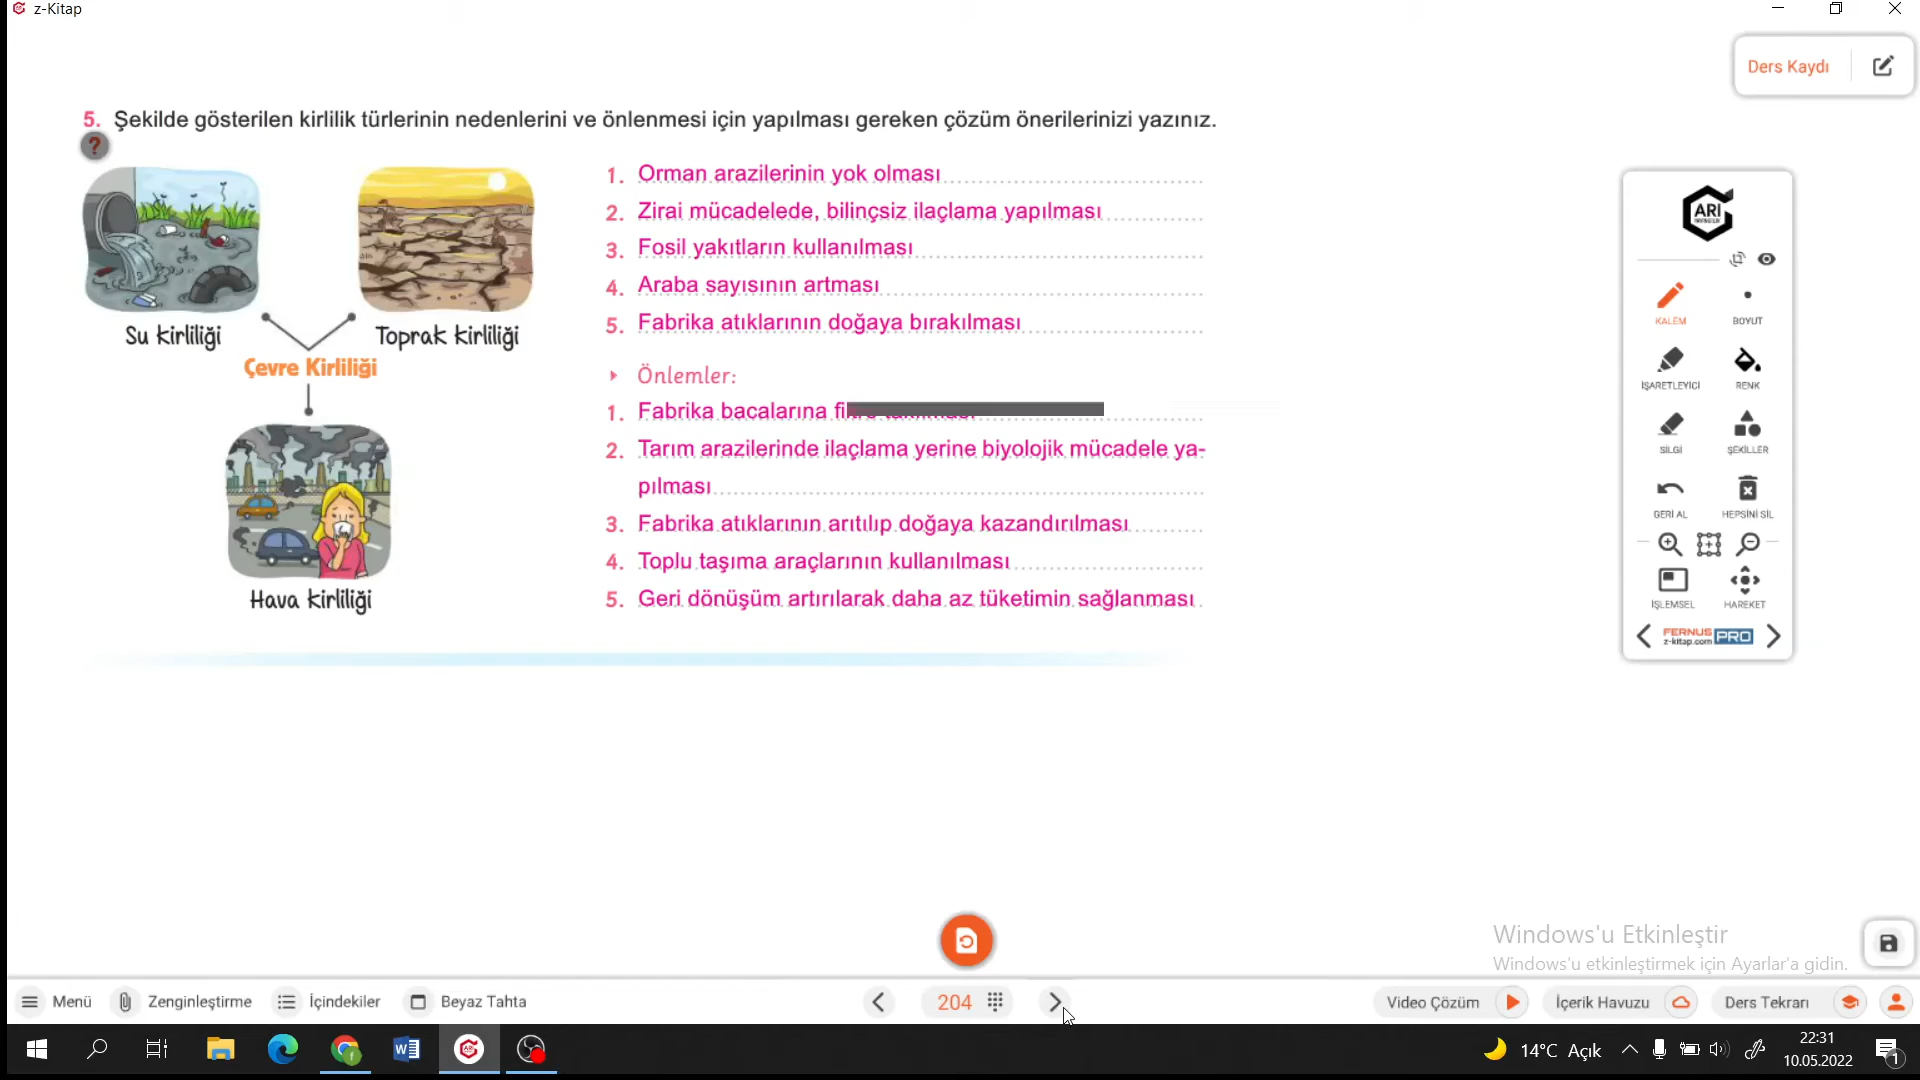 z-Kitap
Ders Kaydı
5. Şekilde gösterilen kirlilik türlerinin nedenlerini ve önlenmesi için yapılması gereken çözüm önerilerinizi yazınız.
?
Su Kirliliği
Toprak Kirliliği
Çevre Kirliliği
Hava Kirliliği
1. Orman arazilerinin yok olması
2. Zirai mücadelede, bilinçsiz ilaçlama yapılması
3. Fosil yakıtların kullanılması
4. Araba sayısının artması
5. Fabrika atıklarının doğaya bırakılması
Önlemler:
1. Fabrika bacalarına filtre takılması
2. Tarım arazilerinde ilaçlama yerine biyolojik mücadele ya-
pılması
3. Fabrika atıklarının arıtılıp doğaya kazandırılması
4. Toplu taşıma araçlarının kullanılması
5. Geri dönüşüm artırılarak daha az tüketimin sağlanması
ARI
KALEM BOYUT
İŞARETLEYİCİ RENK
SİLGİ ŞEKİLLER
GERİ AL HEPSİNİ SİL
İŞLEMSEL HAREKET
FERNUS PRO
z-kitap.com
Windows'u Etkinleştir
Windows'u etkinleştirmek için Ayarlar'a gidin.
Menü Zenginleştirme İçindekiler Beyaz Tahta 204 Video Çözüm İçerik Havuzu Ders Tekrarı
14°C Açık
22:31
10.05.2022
1